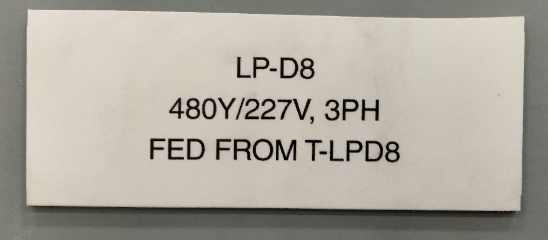 LP-D8
480Y/227V, 3PH
FED FROM T-LPD8